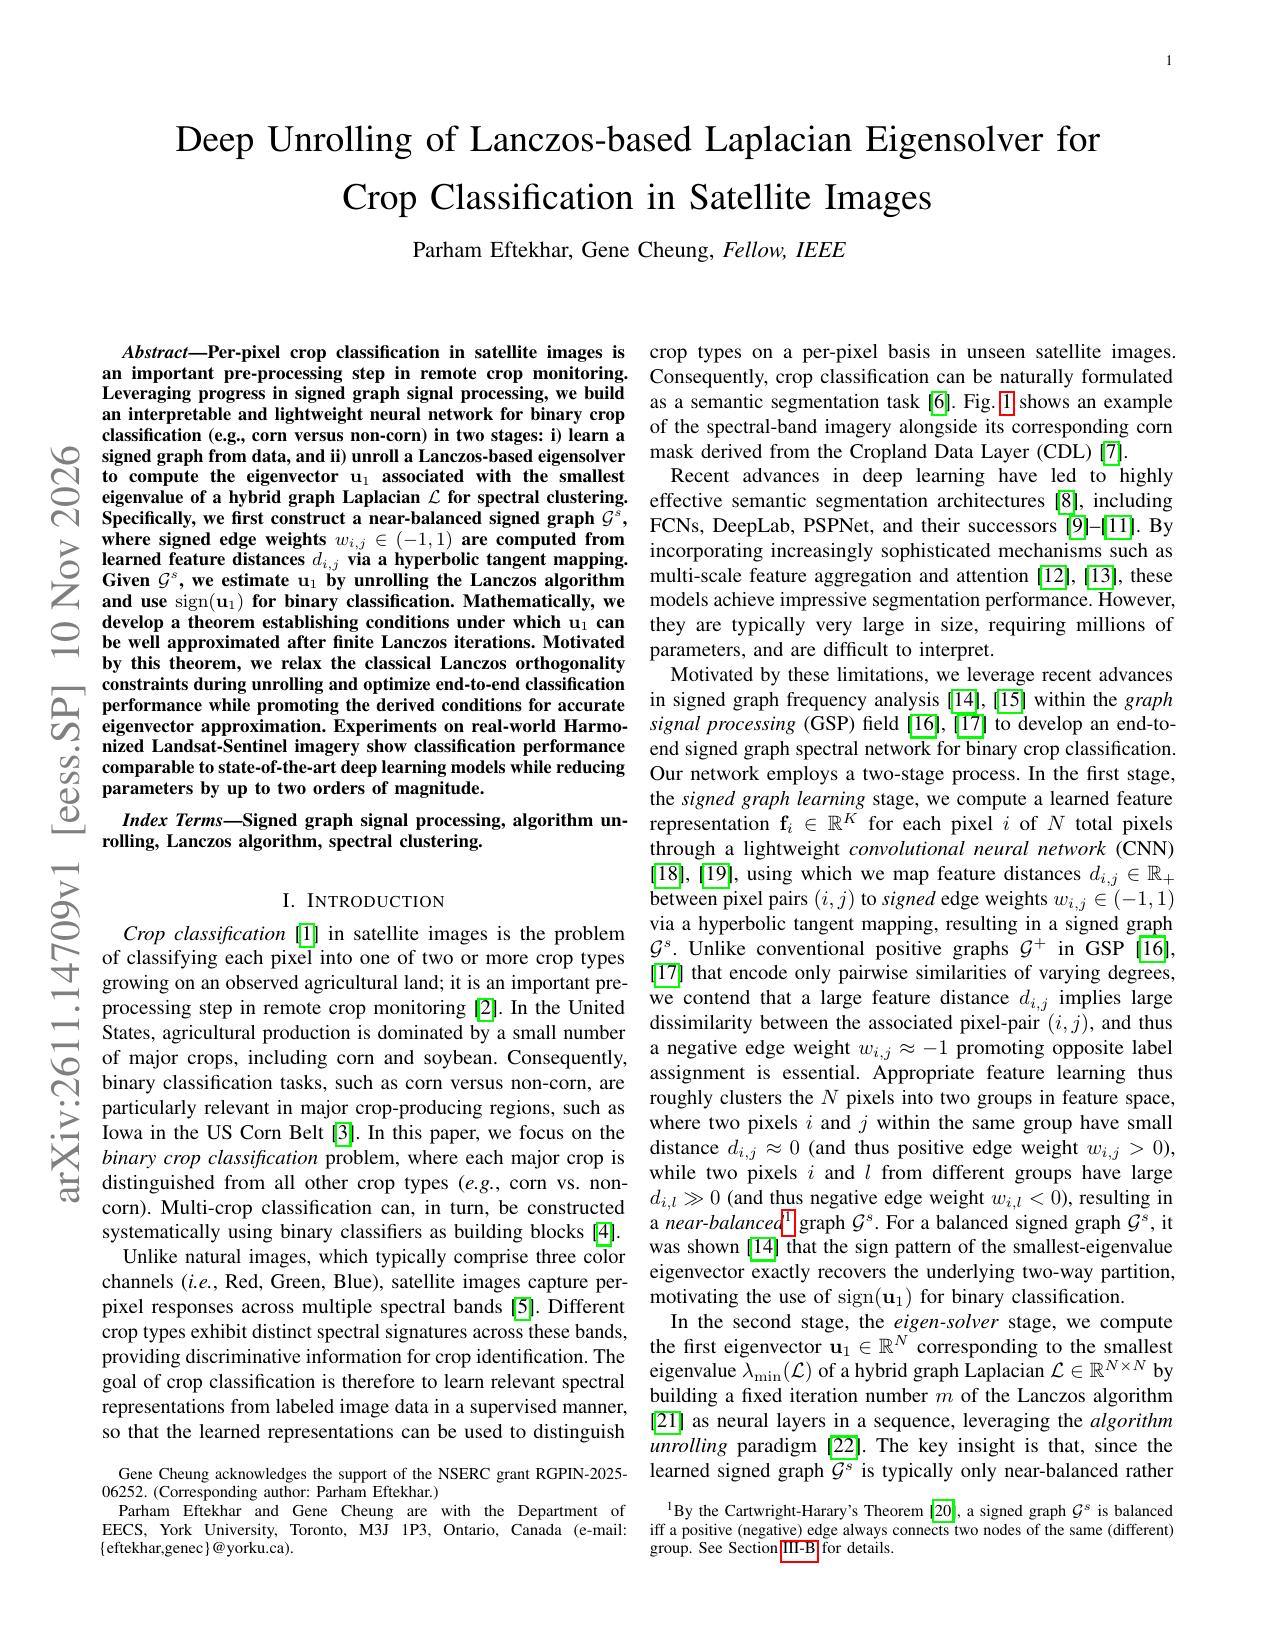 1
Deep Unrolling of Lanczos-based Laplacian Eigensolver for
Crop Classification in Satellite Images
Parham Eftekhar, Gene Cheung, Fellow, IEEE
arXiv:2611.14709v1 [eess.SP] 10 Nov 2026
Abstract—Per-pixel crop classification in satellite images is
an important pre-processing step in remote crop monitoring.
Leveraging progress in signed graph signal processing, we build
an interpretable and lightweight neural network for binary crop
classification (e.g., corn versus non-corn) in two stages: i) learn a
signed graph from data, and ii) unroll a Lanczos-based eigensolver
to compute the eigenvector u₁ associated with the smallest
eigenvalue of a hybrid graph Laplacian ℒ for spectral clustering.
Specifically, we first construct a near-balanced signed graph 𝒢ˢ,
where signed edge weights w_{i,j} ∈ (−1, 1) are computed from
learned feature distances d_{i,j} via a hyperbolic tangent mapping.
Given 𝒢ˢ, we estimate u₁ by unrolling the Lanczos algorithm
and use sign(u₁) for binary classification. Mathematically, we
develop a theorem establishing conditions under which u₁ can
be well approximated after finite Lanczos iterations. Motivated
by this theorem, we relax the classical Lanczos orthogonality
constraints during unrolling and optimize end-to-end classification
performance while promoting the derived conditions for accurate
eigenvector approximation. Experiments on real-world Harmo-
nized Landsat-Sentinel imagery show classification performance
comparable to state-of-the-art deep learning models while reducing
parameters by up to two orders of magnitude.
Index Terms—Signed graph signal processing, algorithm un-
rolling, Lanczos algorithm, spectral clustering.
I. INTRODUCTION
Crop classification [1] in satellite images is the problem
of classifying each pixel into one of two or more crop types
growing on an observed agricultural land; it is an important pre-
processing step in remote crop monitoring [2]. In the United
States, agricultural production is dominated by a small number
of major crops, including corn and soybean. Consequently,
binary classification tasks, such as corn versus non-corn, are
particularly relevant in major crop-producing regions, such as
Iowa in the US Corn Belt [3]. In this paper, we focus on the
binary crop classification problem, where each major crop is
distinguished from all other crop types (e.g., corn vs. non-
corn). Multi-crop classification can, in turn, be constructed
systematically using binary classifiers as building blocks [4].
Unlike natural images, which typically comprise three color
channels (i.e., Red, Green, Blue), satellite images capture per-
pixel responses across multiple spectral bands [5]. Different
crop types exhibit distinct spectral signatures across these bands,
providing discriminative information for crop identification. The
goal of crop classification is therefore to learn relevant spectral
representations from labeled image data in a supervised manner,
so that the learned representations can be used to distinguish
Gene Cheung acknowledges the support of the NSERC grant RGPIN-2025-
06252. (Corresponding author: Parham Eftekhar.)
Parham Eftekhar and Gene Cheung are with the Department of
EECS, York University, Toronto, M3J 1P3, Ontario, Canada (e-mail:
{eftekhar,genec}@yorku.ca).
crop types on a per-pixel basis in unseen satellite images.
Consequently, crop classification can be naturally formulated
as a semantic segmentation task [6]. Fig. 1 shows an example
of the spectral-band imagery alongside its corresponding corn
mask derived from the Cropland Data Layer (CDL) [7].
Recent advances in deep learning have led to highly
effective semantic segmentation architectures [8], including
FCNs, DeepLab, PSPNet, and their successors [9]–[11]. By
incorporating increasingly sophisticated mechanisms such as
multi-scale feature aggregation and attention [12], [13], these
models achieve impressive segmentation performance. However,
they are typically very large in size, requiring millions of
parameters, and are difficult to interpret.
Motivated by these limitations, we leverage recent advances
in signed graph frequency analysis [14], [15] within the graph
signal processing (GSP) field [16], [17] to develop an end-to-
end signed graph spectral network for binary crop classification.
Our network employs a two-stage process. In the first stage,
the signed graph learning stage, we compute a learned feature
representation f_i ∈ ℝᴷ for each pixel i of N total pixels
through a lightweight convolutional neural network (CNN)
[18], [19], using which we map feature distances d_{i,j} ∈ ℝ₊
between pixel pairs (i, j) to signed edge weights w_{i,j} ∈ (−1, 1)
via a hyperbolic tangent mapping, resulting in a signed graph
𝒢ˢ. Unlike conventional positive graphs 𝒢⁺ in GSP [16],
[17] that encode only pairwise similarities of varying degrees,
we contend that a large feature distance d_{i,j} implies large
dissimilarity between the associated pixel-pair (i, j), and thus
a negative edge weight w_{i,j} ≈ −1 promoting opposite label
assignment is essential. Appropriate feature learning thus
roughly clusters the N pixels into two groups in feature space,
where two pixels i and j within the same group have small
distance d_{i,j} ≈ 0 (and thus positive edge weight w_{i,j} > 0),
while two pixels i and l from different groups have large
d_{i,l} ≫ 0 (and thus negative edge weight w_{i,l} < 0), resulting in
a near-balanced¹ graph 𝒢ˢ. For a balanced signed graph 𝒢ˢ, it
was shown [14] that the sign pattern of the smallest-eigenvalue
eigenvector exactly recovers the underlying two-way partition,
motivating the use of sign(u₁) for binary classification.
In the second stage, the eigen-solver stage, we compute
the first eigenvector u₁ ∈ ℝᴺ corresponding to the smallest
eigenvalue λ_min(ℒ) of a hybrid graph Laplacian ℒ ∈ ℝ^{N×N} by
building a fixed iteration number m of the Lanczos algorithm
[21] as neural layers in a sequence, leveraging the algorithm
unrolling paradigm [22]. The key insight is that, since the
learned signed graph 𝒢ˢ is typically only near-balanced rather
¹By the Cartwright-Harary's Theorem [20], a signed graph 𝒢ˢ is balanced
iff a positive (negative) edge always connects two nodes of the same (different)
group. See Section III-B for details.